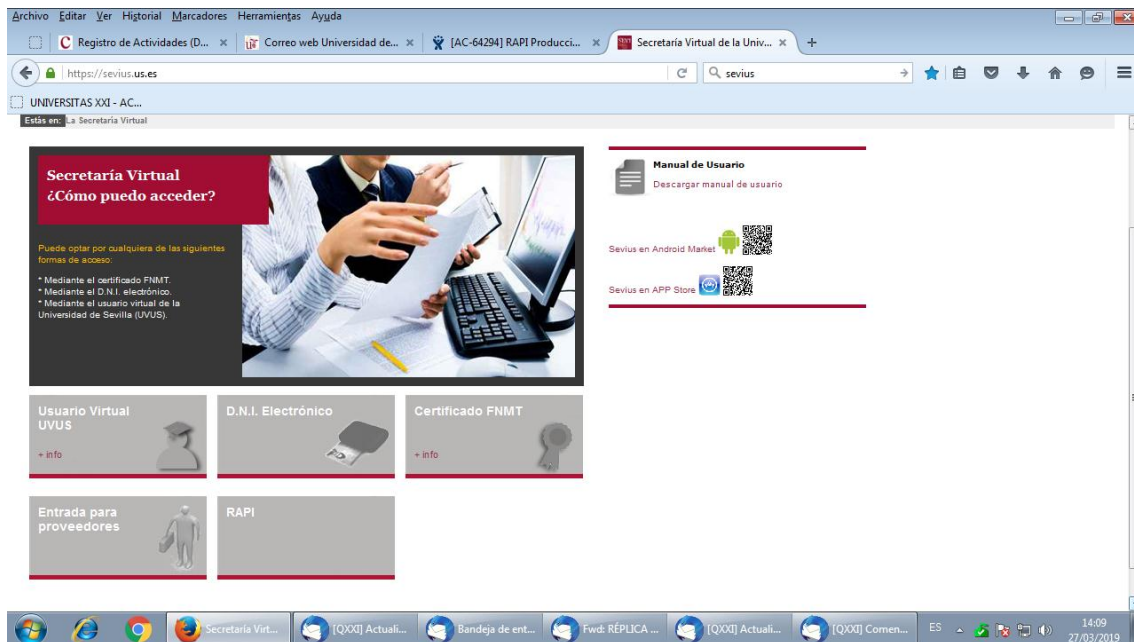 Archivo Editar Ver Historial Marcadores Herramientas Ayuda
Registro de Actividades (D... × Correo web Universidad de... × [AC-64294] RAPI Producci... × Secretaría Virtual de la Univ... × +
https://sevius.us.es sevius
UNIVERSITAS XXI - AC...
Estás en: La Secretaría Virtual
Secretaría Virtual
¿Cómo puedo acceder?
Puede optar por cualquiera de las siguientes
formas de acceso:
* Mediante el certificado FNMT.
* Mediante el D.N.I. electrónico.
* Mediante el usuario virtual de la
Universidad de Sevilla (UVUS).
Manual de Usuario
Descargar manual de usuario
Sevius en Android Market
Sevius en APP Store
Usuario Virtual
UVUS
+ info
D.N.I. Electrónico
Certificado FNMT
+ info
Entrada para
proveedores
RAPI
Secretaría Virt... [QXXI] Actuali... Bandeja de ent... Fwd: RÉPLICA ... [QXXI] Actuali... [QXXI] Comen... ES 14:09
27/03/2019